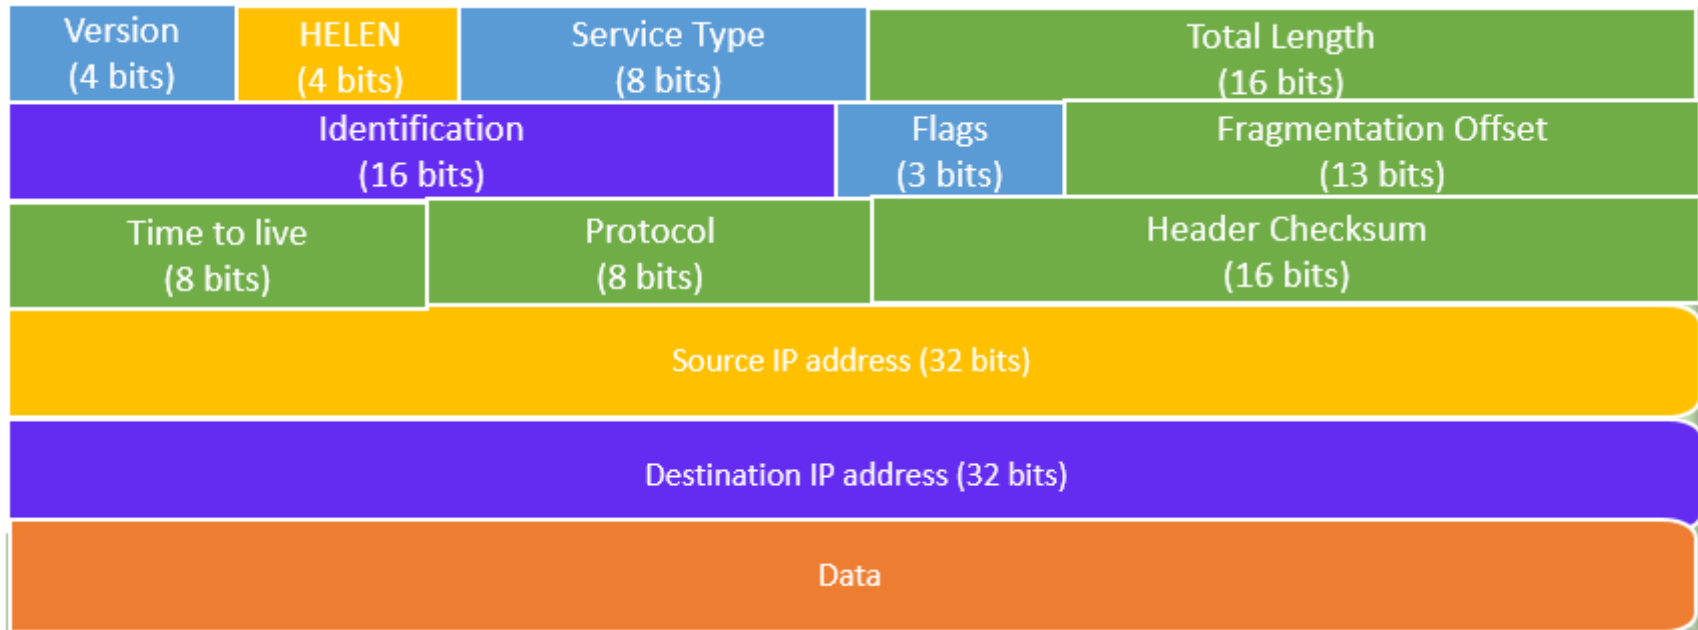 Version
(4 bits)
HELEN
(4 bits)
Service Type
(8 bits)
Total Length
(16 bits)
Identification
(16 bits)
Flags
(3 bits)
Fragmentation Offset
(13 bits)
Time to live
(8 bits)
Protocol
(8 bits)
Header Checksum
(16 bits)
Source IP address (32 bits)
Destination IP address (32 bits)
Data